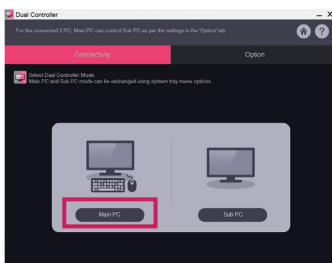 Dual Controller
For the connected 2 PC, Main PC can control Sub PC as per the settings in the 'Option' tab
Connectivity
Option
Select Dual Controller Mode.
Main PC and Sub PC mode can be exchanged using system tray menu options.
Main PC
Sub PC